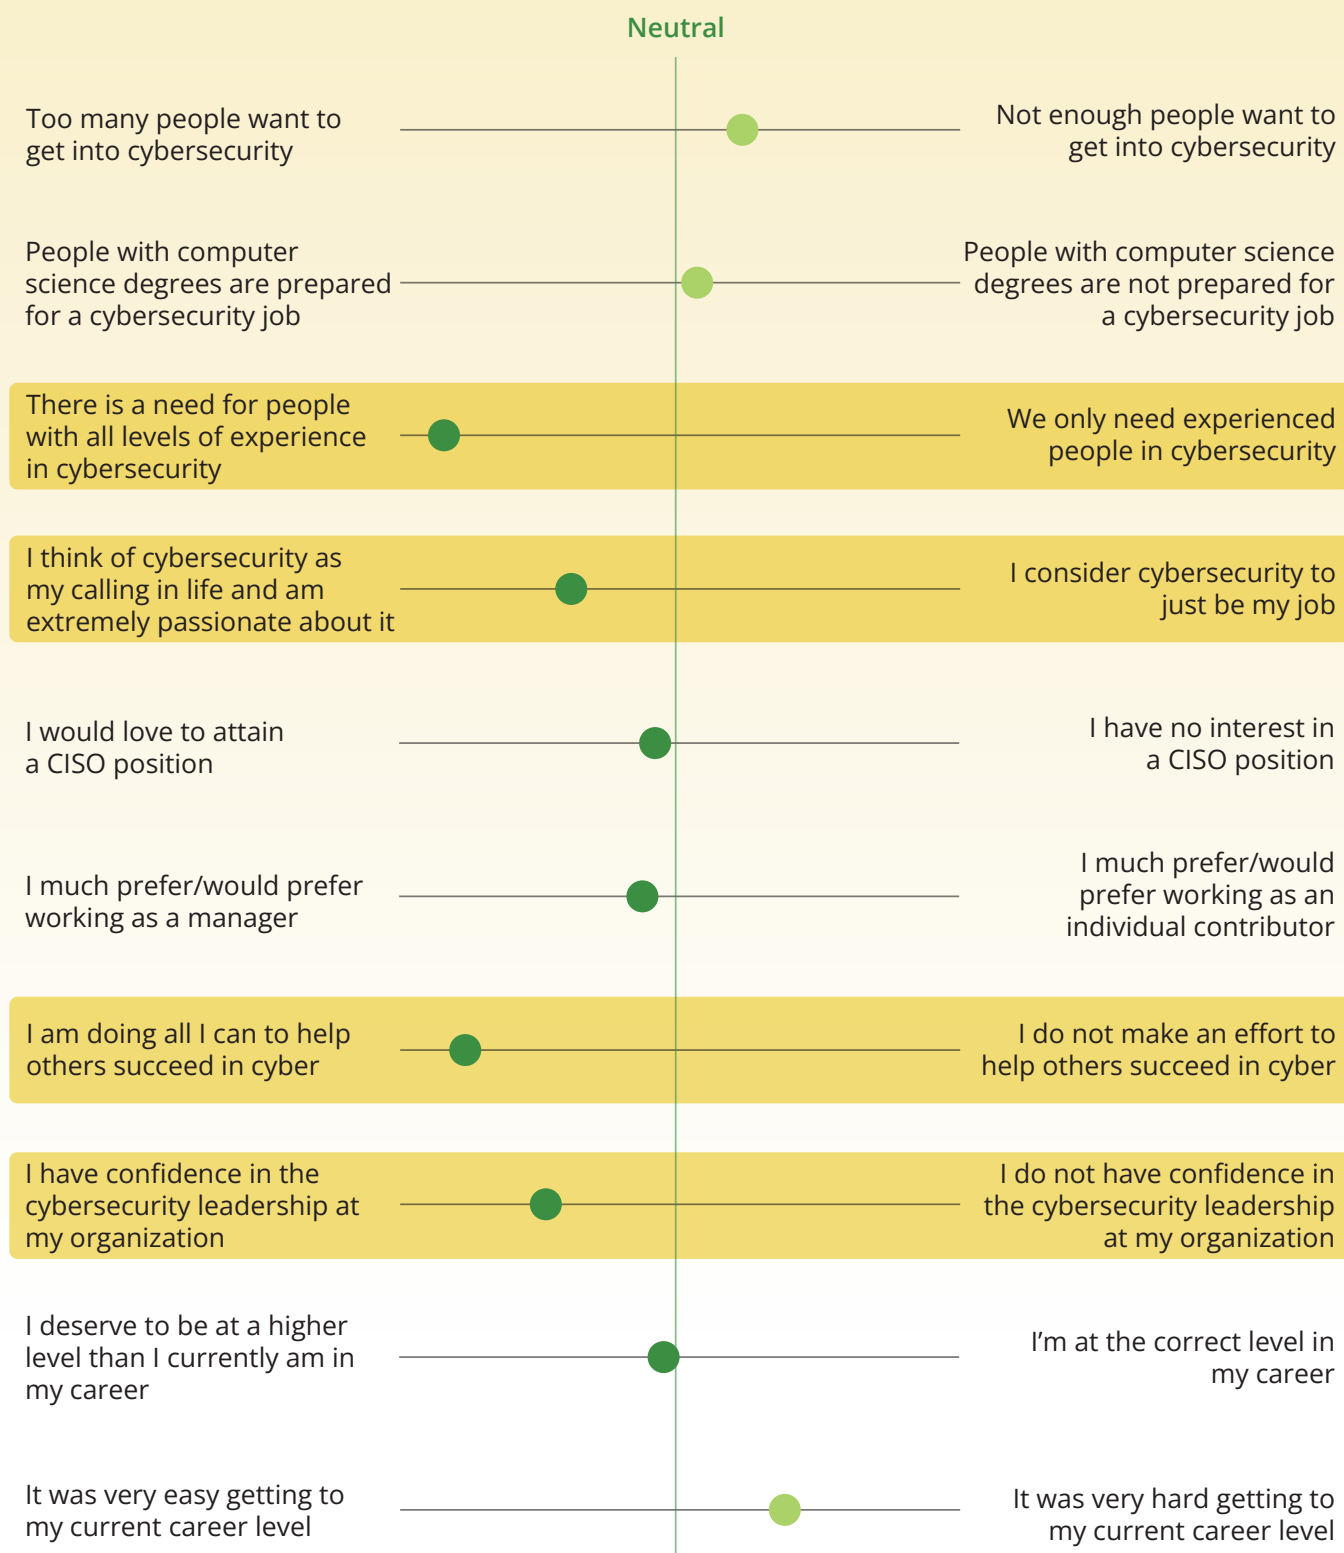 Neutral
Too many people want to
get into cybersecurity
Not enough people want to
get into cybersecurity
People with computer
science degrees are prepared
for a cybersecurity job
People with computer science
degrees are not prepared for
a cybersecurity job
There is a need for people
with all levels of experience
in cybersecurity
We only need experienced
people in cybersecurity
I think of cybersecurity as
my calling in life and am
extremely passionate about it
I consider cybersecurity to
just be my job
I would love to attain
a CISO position
I have no interest in
a CISO position
I much prefer/would prefer
working as a manager
I much prefer/would
prefer working as an
individual contributor
I am doing all I can to help
others succeed in cyber
I do not make an effort to
help others succeed in cyber
I have confidence in the
cybersecurity leadership at
my organization
I do not have confidence in
the cybersecurity leadership
at my organization
I deserve to be at a higher
level than I currently am in
my career
I’m at the correct level in
my career
It was very easy getting to
my current career level
It was very hard getting to
my current career level